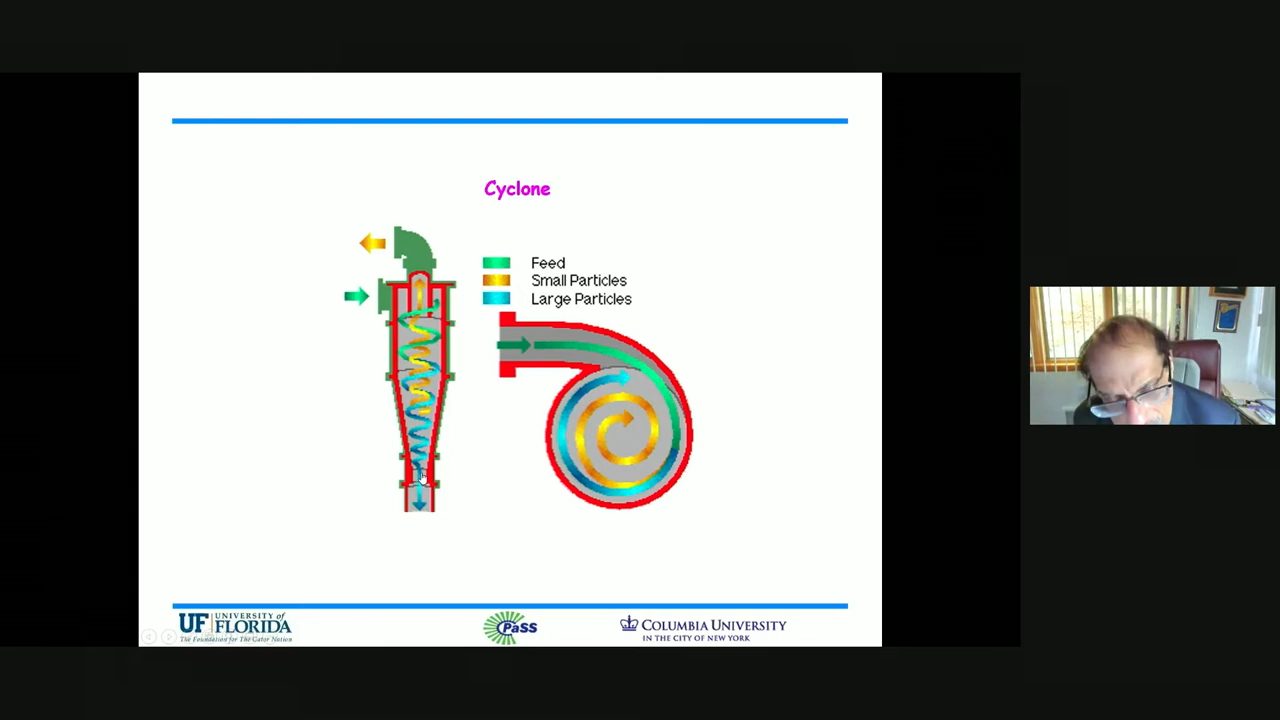 Cyclone
Feed
Small Particles
Large Particles
UF UNIVERSITY of FLORIDA
The Foundation for The Gator Nation
CPaSS
COLUMBIA UNIVERSITY
IN THE CITY OF NEW YORK